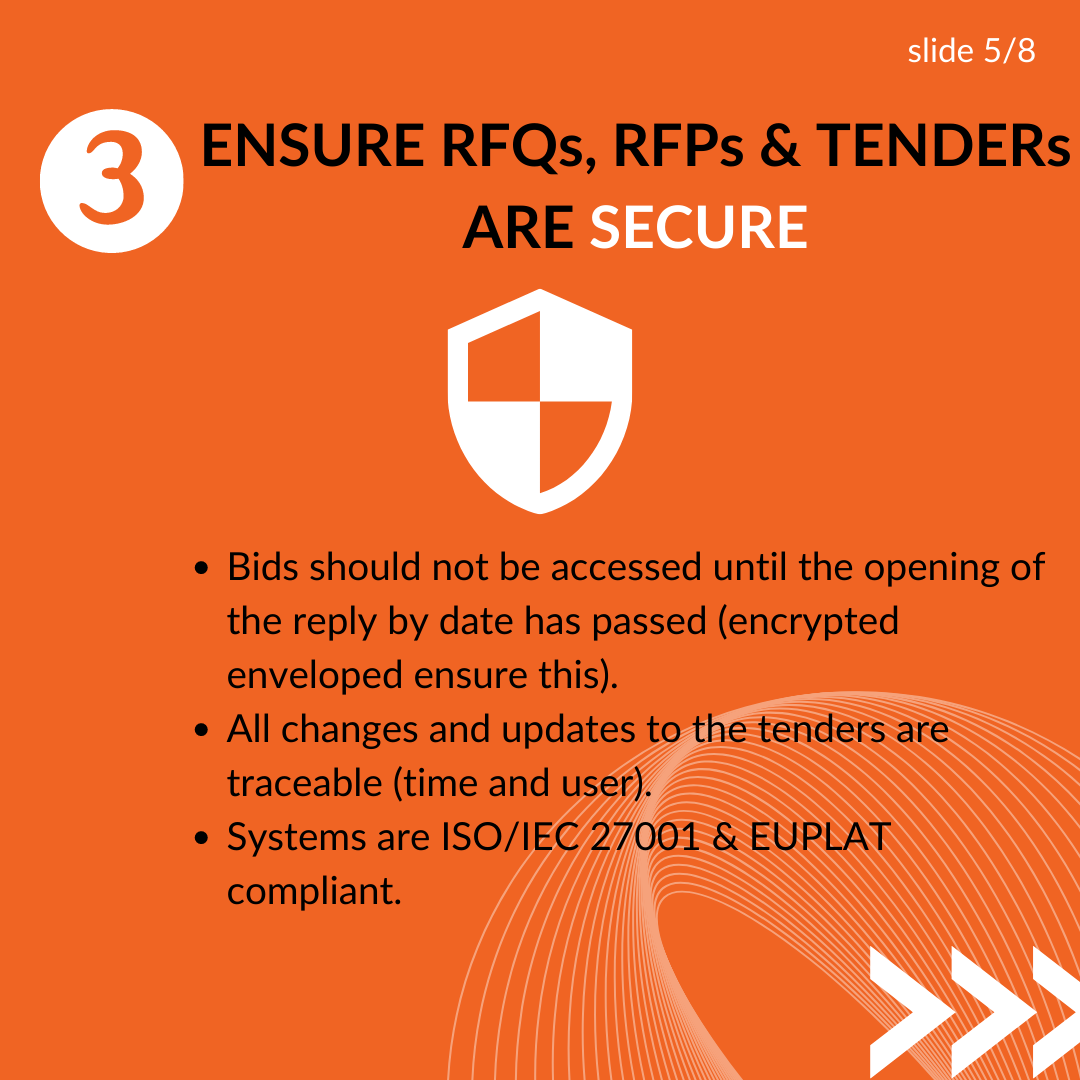 slide 5/8
3
ENSURE RFQs, RFPs & TENDERs
ARE SECURE
• Bids should not be accessed until the opening of
the reply by date has passed (encrypted
enveloped ensure this).
• All changes and updates to the tenders are
traceable (time and user).
• Systems are ISO/IEC 27001 & EUPLAT
compliant.